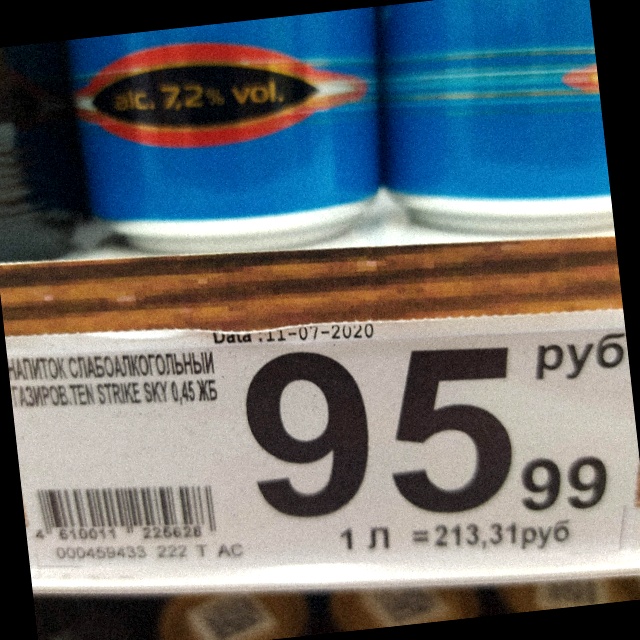 alc. 7,2% vol.
Data :11-07-2020
НАПИТОК СЛАБОАЛКОГОЛЬНЫЙ
ГАЗИРОВ.TEN STRIKE SKY 0,45 ЖБ
95 руб
99
1 Л =213,31руб
4 610011 225628
000459433 222 T AC